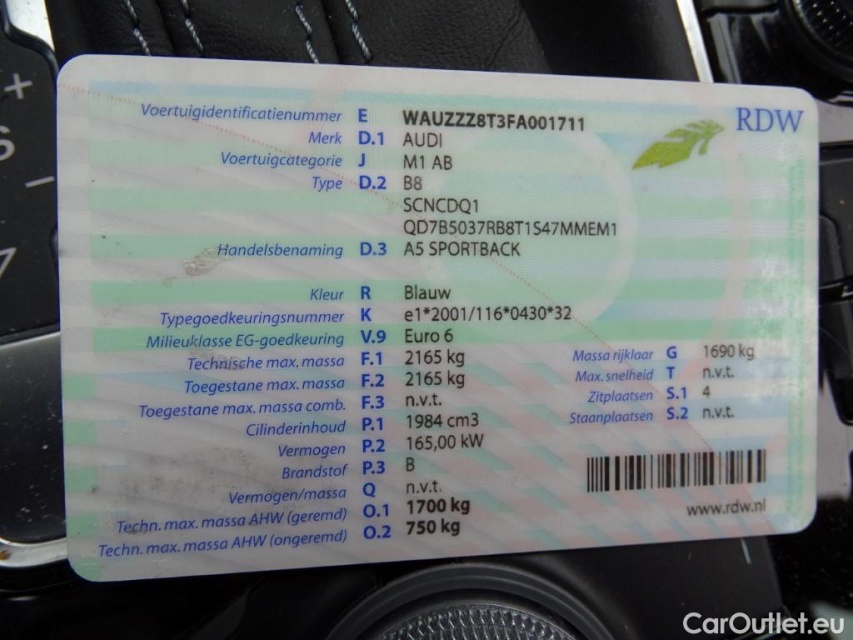 RDW
Voertuigidentificatienummer E WAUZZZ8T3FA001711
Merk D.1 AUDI
Voertuigcategorie J M1 AB
Type D.2 B8
SCNCDQ1
QD7B5037RB8T1S47MMEM1
Handelsbenaming D.3 A5 SPORTBACK
Kleur R Blauw
Typegoedkeuringsnummer K e1*2001/116*0430*32
Milieuklasse EG-goedkeuring V.9 Euro 6
Technische max. massa F.1 2165 kg
Massa rijklaar G 1690 kg
Toegestane max. massa F.2 2165 kg
Max. snelheid T n.v.t.
Toegestane max. massa comb. F.3 n.v.t.
Zitplaatsen S.1 4
Cilinderinhoud P.1 1984 cm3
Staanplaatsen S.2 n.v.t.
Vermogen P.2 165,00 kW
Brandstof P.3 B
Vermogen/massa Q n.v.t.
Techn. max. massa AHW (geremd) O.1 1700 kg
www.rdw.nl
Techn. max. massa AHW (ongeremd) O.2 750 kg
CarOutlet.eu